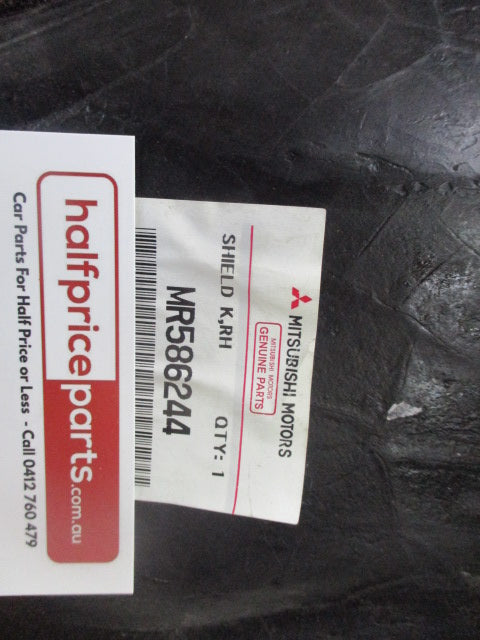 MITSUBISHI MOTORS
MITSUBISHI MOTORS
GENUINE PARTS
SHIELD K,RH QTY: 1
MR586244
halfpriceparts.com.au
Car Parts For Half Price or Less - Call 0412 760 479